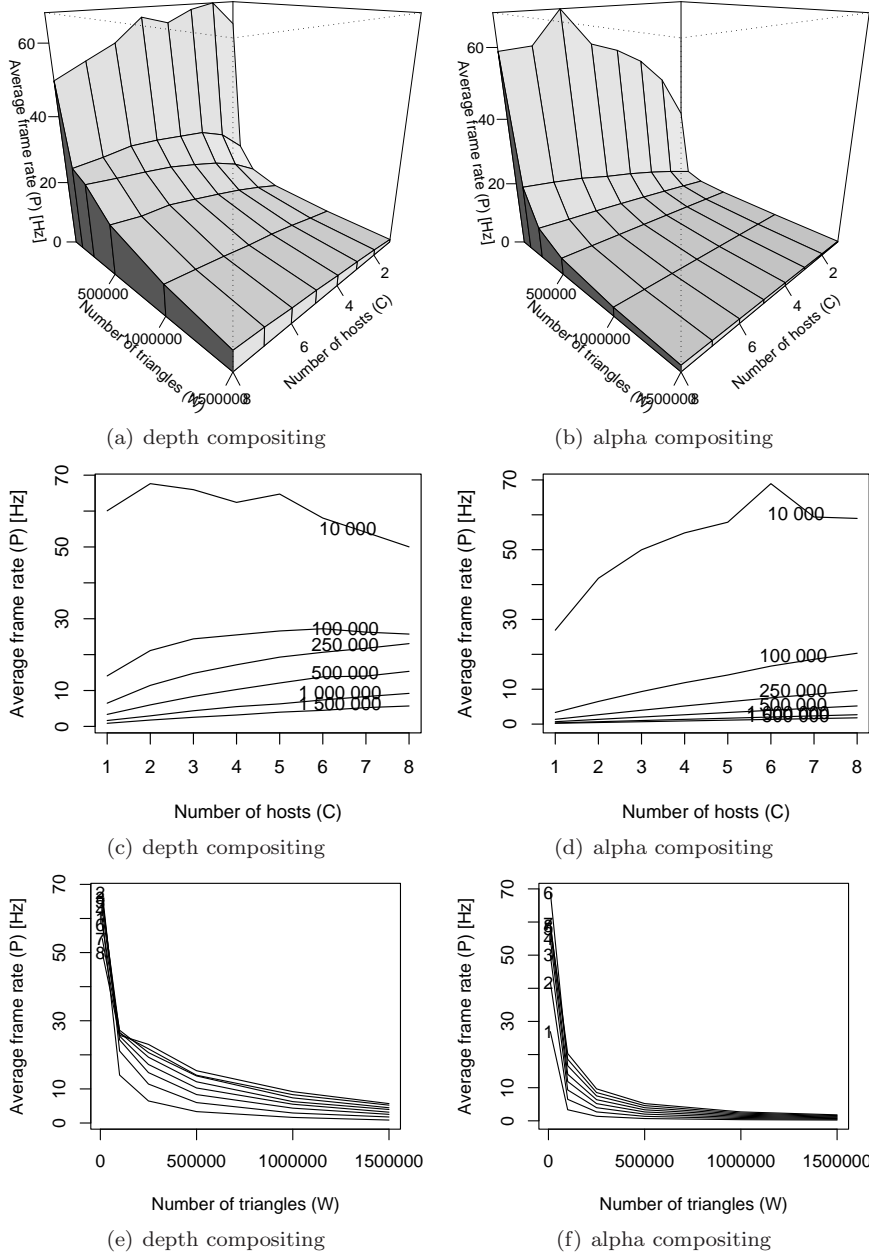 60
40
20
0
Average frame rate (P) [Hz]
500000
1000000
1500000
Number of triangles (W)
2
4
6
8
Number of hosts (C)
(a) depth compositing
60
40
20
0
Average frame rate (P) [Hz]
500000
1000000
1500000
Number of triangles (W)
2
4
6
8
Number of hosts (C)
(b) alpha compositing
Average frame rate (P) [Hz]
70
50
30
10
0
10 000
100 000
250 000
500 000
1 000 000
1 500 000
1 2 3 4 5 6 7 8
Number of hosts (C)
(c) depth compositing
Average frame rate (P) [Hz]
70
50
30
10
0
10 000
100 000
250 000
500 000
1 500 000
1 2 3 4 5 6 7 8
Number of hosts (C)
(d) alpha compositing
Average frame rate (P) [Hz]
70
50
30
10
0
2
6
7
8
0 500000 1000000 1500000
Number of triangles (W)
(e) depth compositing
Average frame rate (P) [Hz]
70
50
30
10
0
6
4
3
2
1
0 500000 1000000 1500000
Number of triangles (W)
(f) alpha compositing